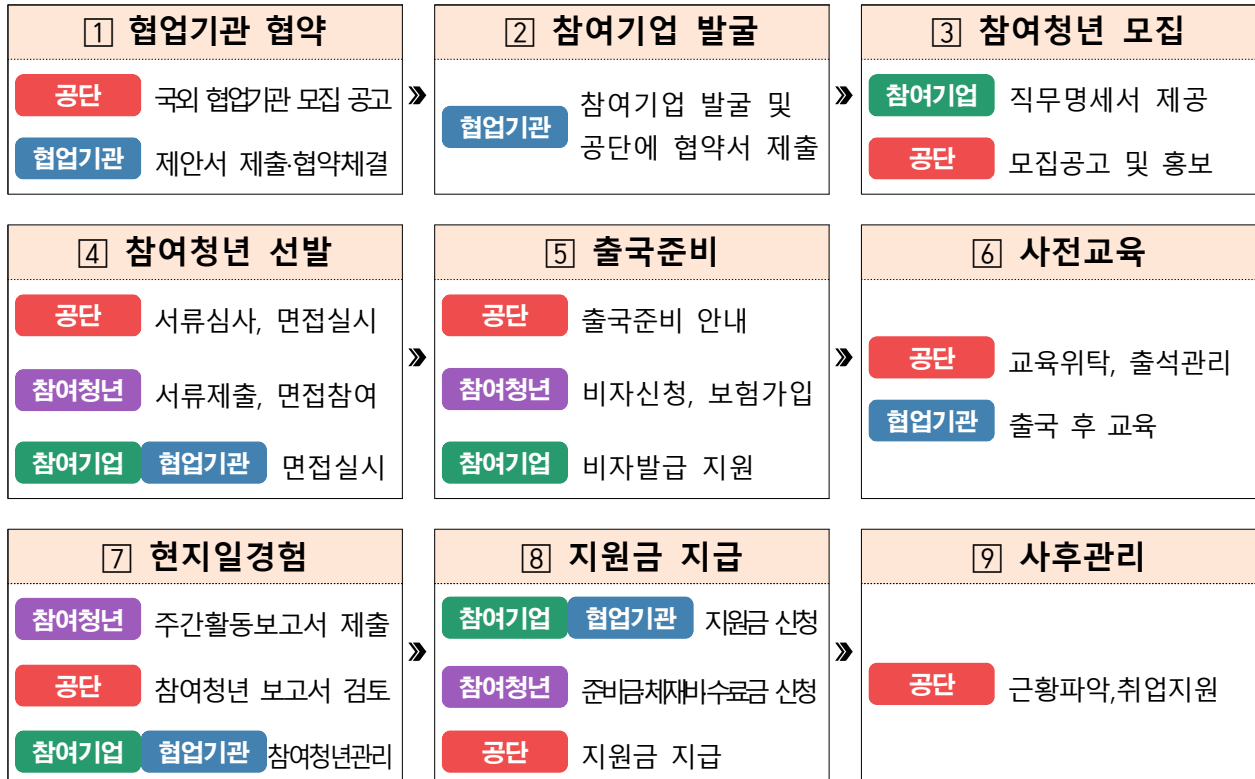 1 협업기관 협약
공단 국외 협업기관 모집 공고
협업기관 제안서 제출·협약체결
»
2 참여기업 발굴
협업기관 참여기업 발굴 및
공단에 협약서 제출
»
3 참여청년 모집
참여기업 직무명세서 제공
공단 모집공고 및 홍보
4 참여청년 선발
공단 서류심사, 면접실시
참여청년 서류제출, 면접참여
참여기업 협업기관 면접실시
»
5 출국준비
공단 출국준비 안내
참여청년 비자신청, 보험가입
참여기업 비자발급 지원
»
6 사전교육
공단 교육위탁, 출석관리
협업기관 출국 후 교육
7 현지일경험
참여청년 주간활동보고서 제출
공단 참여청년 보고서 검토
참여기업 협업기관 참여청년관리
»
8 지원금 지급
참여기업 협업기관 지원금 신청
참여청년 준비금·체재비·수료금 신청
공단 지원금 지급
»
9 사후관리
공단 근황파악,취업지원